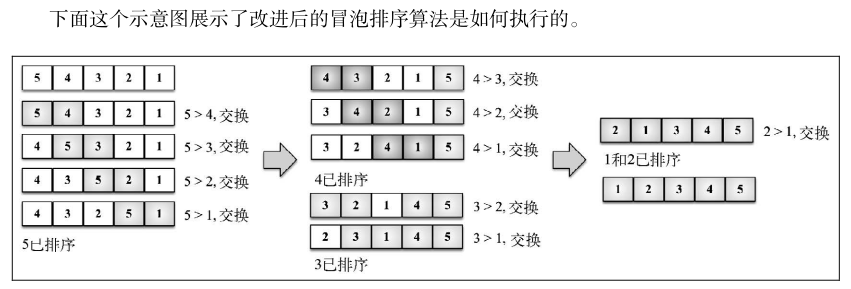 下面这个示意图展示了改进后的冒泡排序算法是如何执行的。
5 4 3 2 1
5 4 3 2 1 5 > 4, 交换
4 5 3 2 1 5 > 3, 交换
4 3 5 2 1 5 > 2, 交换
4 3 2 5 1 5 > 1, 交换
5已排序
4 3 2 1 5 4 > 3, 交换
3 4 2 1 5 4 > 2, 交换
3 2 4 1 5 4 > 1, 交换
4已排序
3 2 1 4 5 3 > 2, 交换
2 3 1 4 5 3 > 1, 交换
3已排序
2 1 3 4 5 2 > 1, 交换
1和2已排序
1 2 3 4 5